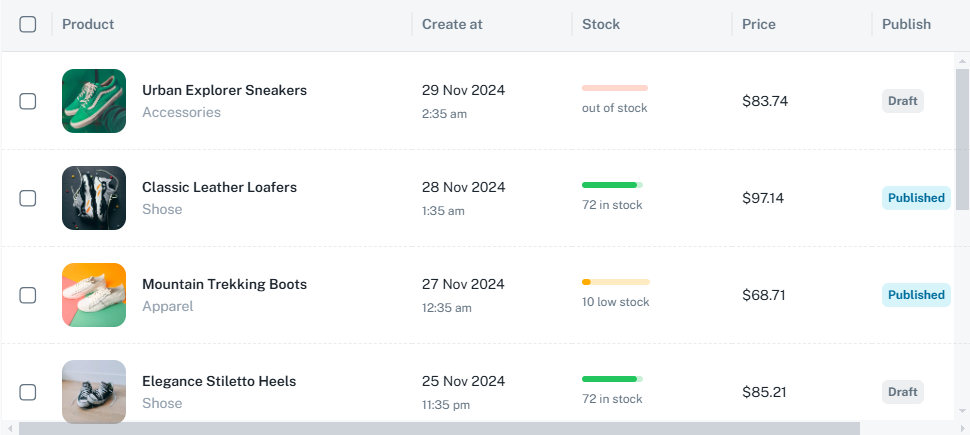 Product Create at Stock Price Publish
Urban Explorer Sneakers
Accessories
29 Nov 2024
2:35 am
out of stock
$83.74
Draft
Classic Leather Loafers
Shose
28 Nov 2024
1:35 am
72 in stock
$97.14
Published
Mountain Trekking Boots
Apparel
27 Nov 2024
12:35 am
10 low stock
$68.71
Published
Elegance Stiletto Heels
Shose
25 Nov 2024
11:35 pm
72 in stock
$85.21
Draft